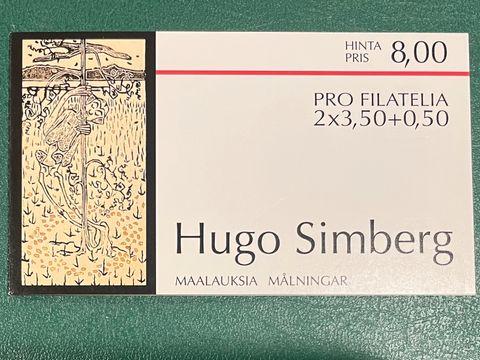 HINTA
PRIS 8,00
PRO FILATELIA
2x3,50+0,50
Hugo Simberg
MAALAUKSIA MÅLNINGAR